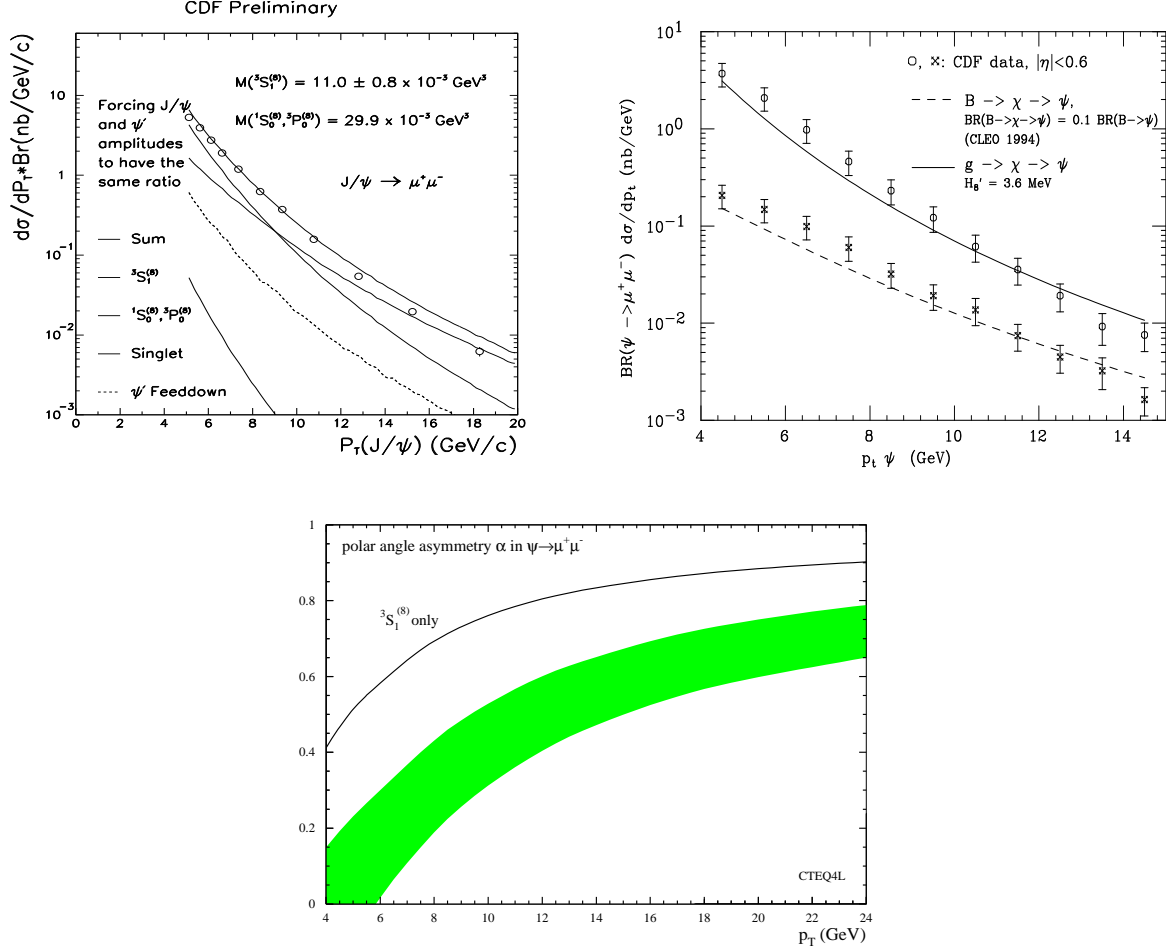 CDF Preliminary
dσ/dP_T*Br(nb/GeV/c)
10
1
10^-1
10^-2
10^-3
M(³S₁⁽⁸⁾) = 11.0 ± 0.8 x 10⁻³ GeV³
M(¹S₀⁽⁸⁾,³P₀⁽⁸⁾) = 29.9 x 10⁻³ GeV³
Forcing J/ψ
and ψ′
amplitudes
to have the
same ratio
J/ψ → μ⁺μ⁻
Sum
³S₁⁽⁸⁾
¹S₀⁽⁸⁾,³P₀⁽⁸⁾
Singlet
ψ′ Feeddown
0 2 4 6 8 10 12 14 16 18 20
P_T(J/ψ) (GeV/c)
BR(ψ ->μ⁺μ⁻) dσ/dp_t (nb/GeV)
10¹
10⁰
10⁻¹
10⁻²
10⁻³
o, x: CDF data, |η|<0.6
B -> χ -> ψ,
BR(B->χ->ψ) = 0.1 BR(B->ψ)
(CLEO 1994)
g -> χ -> ψ
H₈' = 3.6 MeV
4 6 8 10 12 14
p_t ψ (GeV)
1
0.8
0.6
0.4
0.2
0
polar angle asymmetry α in ψ→μ⁺μ⁻
³S₁⁽⁸⁾ only
CTEQ4L
4 6 8 10 12 14 16 18 20 22 24
p_T (GeV)